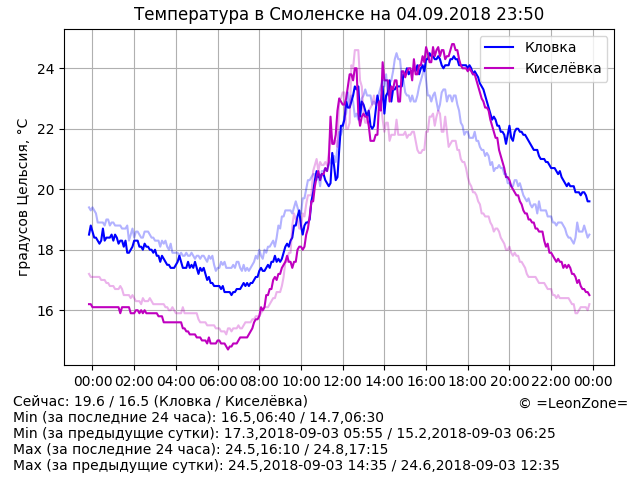 Температура в Смоленске на 04.09.2018 23:50
Кловка
Киселёвка
градусов Цельсия, °C
24
22
20
18
16
00:00 02:00 04:00 06:00 08:00 10:00 12:00 14:00 16:00 18:00 20:00 22:00 00:00
Сейчас: 19.6 / 16.5 (Кловка / Киселёвка)
© =LeonZone=
Min (за последние 24 часа): 16.5,06:40 / 14.7,06:30
Min (за предыдущие сутки): 17.3,2018-09-03 05:55 / 15.2,2018-09-03 06:25
Max (за последние 24 часа): 24.5,16:10 / 24.8,17:15
Max (за предыдущие сутки): 24.5,2018-09-03 14:35 / 24.6,2018-09-03 12:35